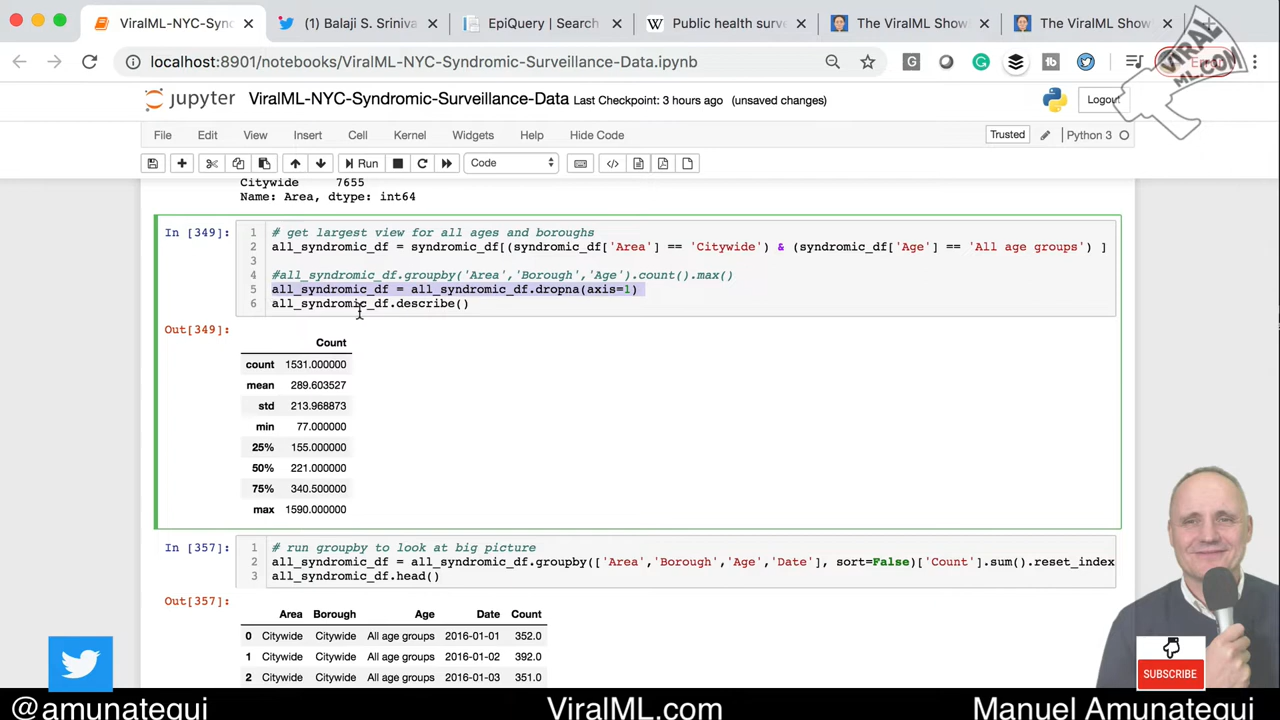 ViralML-NYC-Sync
(1) Balaji S. Sriniva
EpiQuery | Search
Public health surve
The ViralML Show
The ViralML Show
localhost:8901/notebooks/ViralML-NYC-Syndromic-Surveillance-Data.ipynb
Error
VIRAL
ML.COM
jupyter ViralML-NYC-Syndromic-Surveillance-Data Last Checkpoint: 3 hours ago (unsaved changes)
Logout
File Edit View Insert Cell Kernel Widgets Help Hide Code
Trusted
Python 3
Run
Code
Citywide 7655
Name: Area, dtype: int64
In [349]:
1 # get largest view for all ages and boroughs
2 all_syndromic_df = syndromic_df[(syndromic_df['Area'] == 'Citywide') & (syndromic_df['Age'] == 'All age groups') ]
3
4 #all_syndromic_df.groupby('Area','Borough','Age').count().max()
5 all_syndromic_df = all_syndromic_df.dropna(axis=1)
6 all_syndromic_df.describe()
Out[349]:
Count
count 1531.000000
mean 289.603527
std 213.968873
min 77.000000
25% 155.000000
50% 221.000000
75% 340.500000
max 1590.000000
In [357]:
1 # run groupby to look at big picture
2 all_syndromic_df = all_syndromic_df.groupby(['Area','Borough','Age','Date'], sort=False)['Count'].sum().reset_index
3 all_syndromic_df.head()
Out[357]:
Area Borough Age Date Count
0 Citywide Citywide All age groups 2016-01-01 352.0
1 Citywide Citywide All age groups 2016-01-02 392.0
2 Citywide Citywide All age groups 2016-01-03 351.0
SUBSCRIBE
@amunategui
ViralML.com
Manuel Amunategui